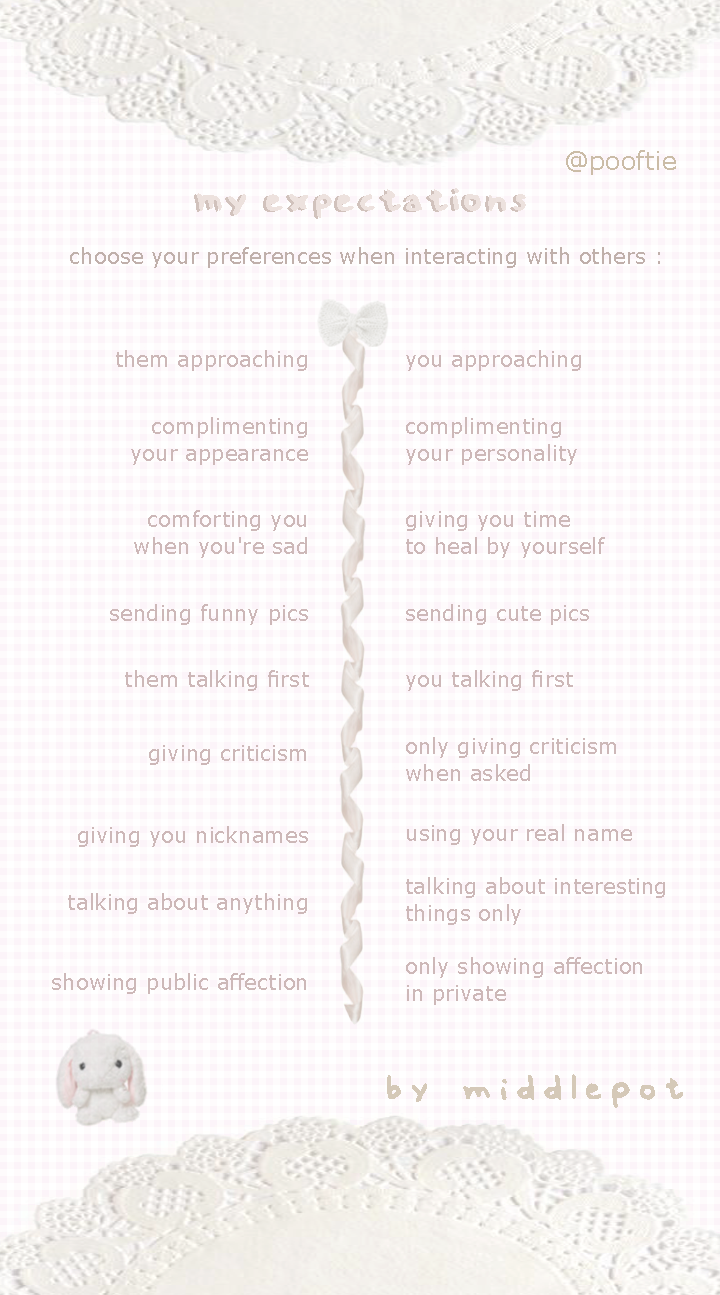 @pooftie
my expectations
choose your preferences when interacting with others :
them approaching
you approaching
complimenting
your appearance
complimenting
your personality
comforting you
when you're sad
giving you time
to heal by yourself
sending funny pics
sending cute pics
them talking first
you talking first
giving criticism
only giving criticism
when asked
giving you nicknames
using your real name
talking about anything
talking about interesting
things only
showing public affection
only showing affection
in private
by middlepot